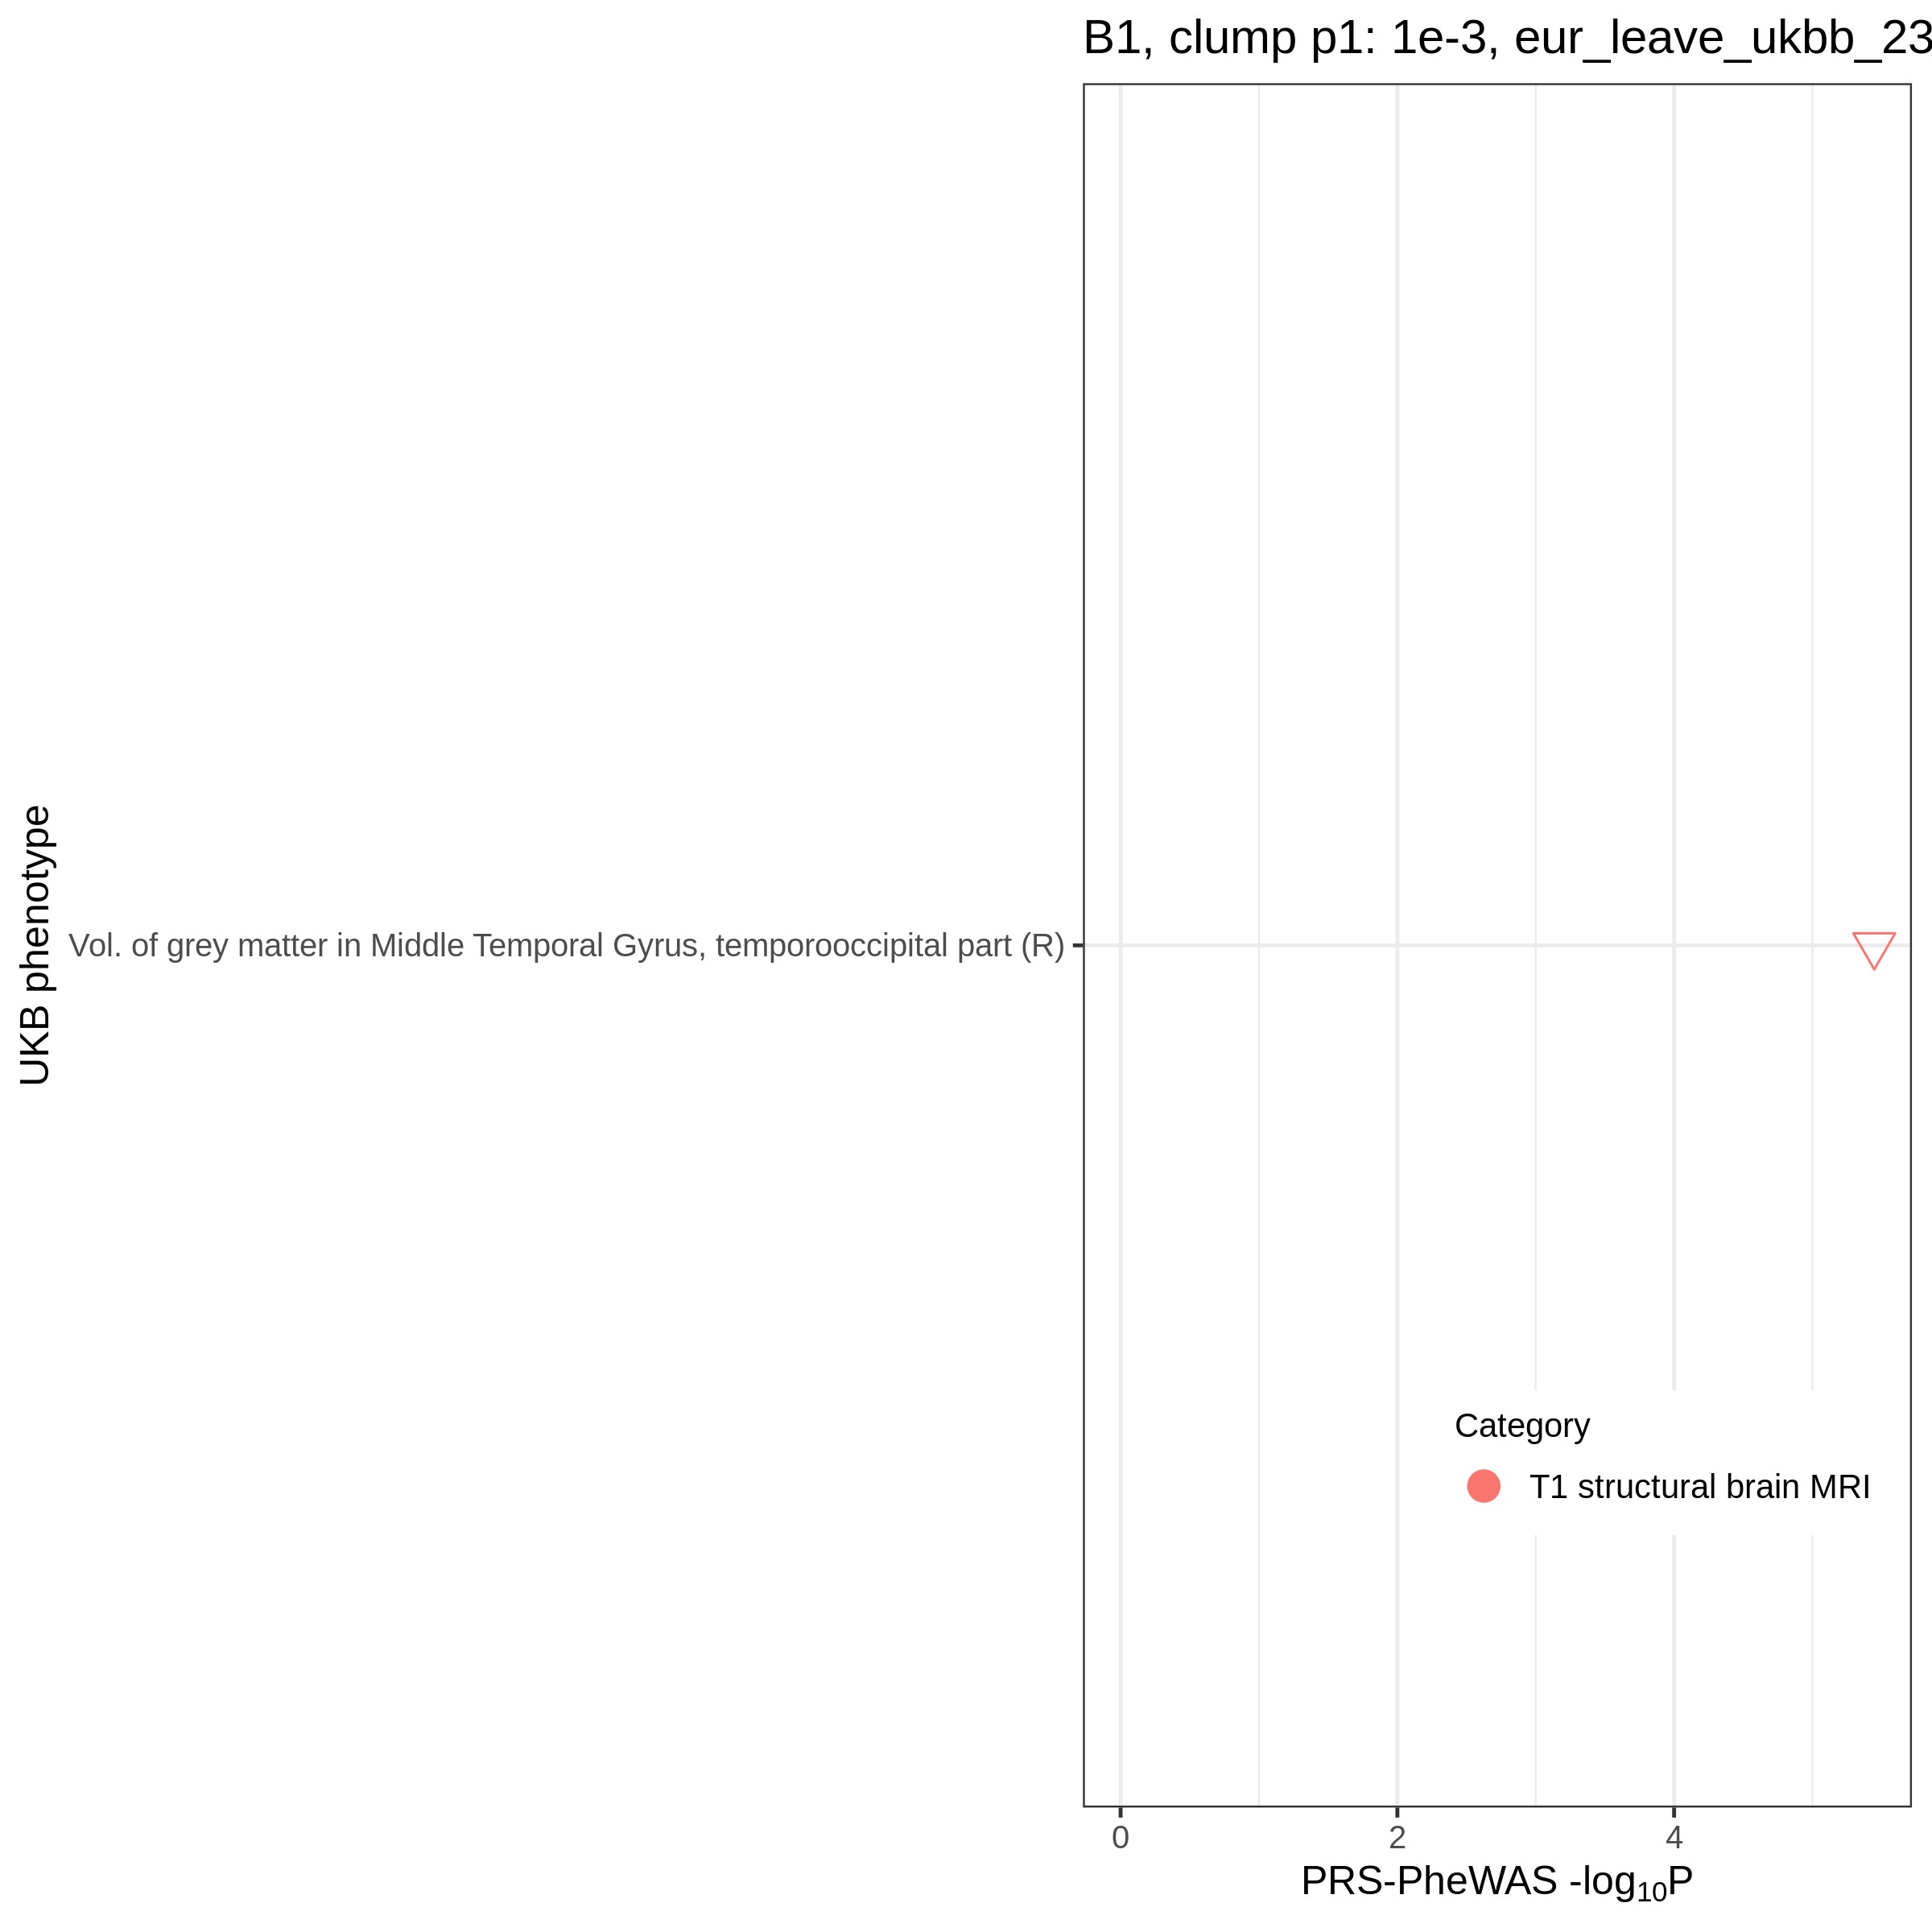 B1, clump p1: 1e-3, eur_leave_ukbb_23
UKB phenotype
Vol. of grey matter in Middle Temporal Gyrus, temporooccipital part (R)
Category
T1 structural brain MRI
0 2 4
PRS-PheWAS -log₁₀P